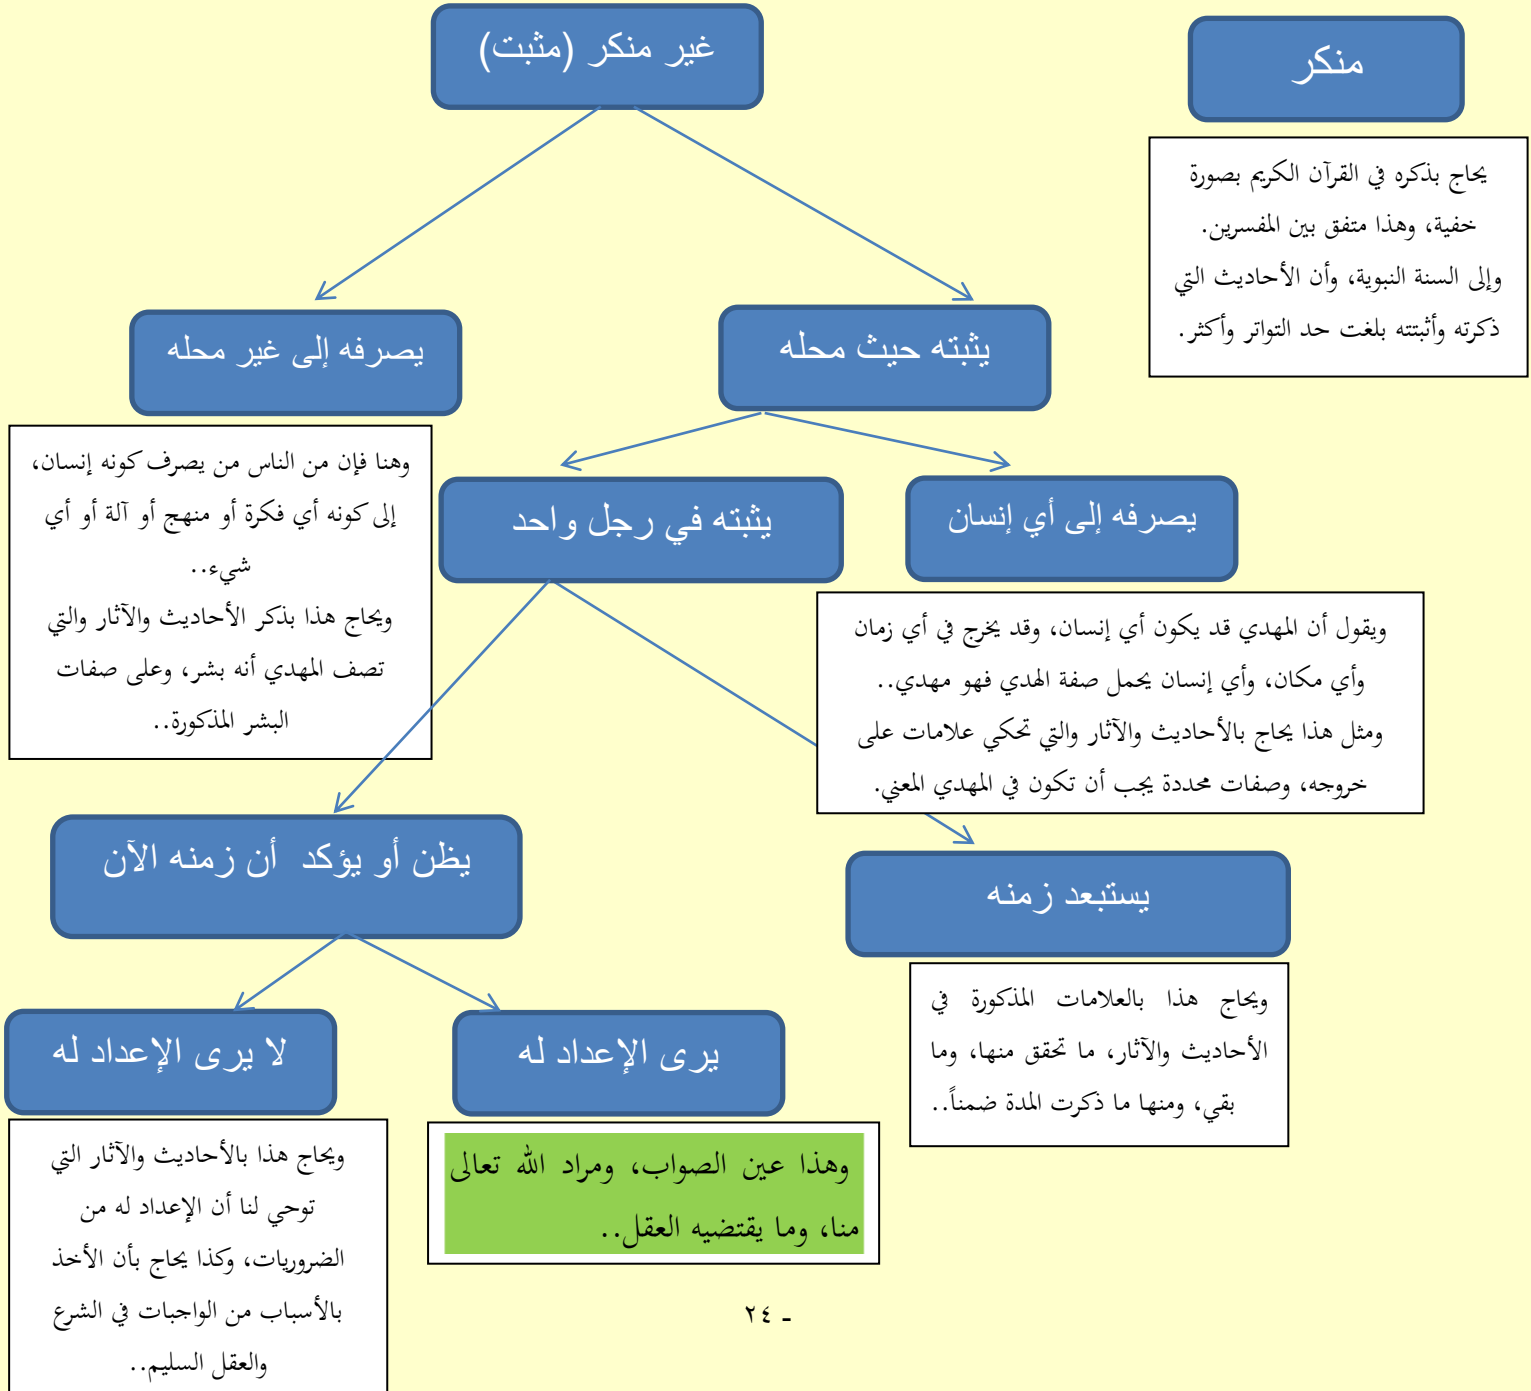 منكر
غير منكر (مثبت)
يحاج بذكره في القرآن الكريم بصورة
خفية، وهذا متفق بين المفسرين.
وإلى السنة النبوية، وأن الأحاديث التي
ذكرته وأثبتته بلغت حد التواتر وأكثر.
يثبته حيث محله
يصرفه إلى غير محله
وهنا فإن من الناس من يصرف كونه إنسان،
إلى كونه أي فكرة أو منهج أو آلة أو أي
شيء..
ويحاج هذا بذكر الأحاديث والآثار والتي
تصف المهدي أنه بشر، وعلى صفات
البشر المذكورة..
يصرفه إلى أي إنسان
يثبته في رجل واحد
ويقول أن المهدي قد يكون أي إنسان، وقد يخرج في أي زمان
وأي مكان، وأي إنسان يحمل صفة الهدي فهو مهدي..
ومثل هذا يحاج بالأحاديث والآثار والتي تحكي علامات على
خروجه، وصفات محددة يجب أن تكون في المهدي المعني.
يستبعد زمنه
يظن أو يؤكد أن زمنه الآن
ويحاج هذا بالعلامات المذكورة في
الأحاديث والآثار، ما تحقق منها، وما
بقي، ومنها ما ذكرت المدة ضمناً..
يرى الإعداد له
لا يرى الإعداد له
وهذا عين الصواب، ومراد الله تعالى
منا، وما يقتضيه العقل..
ويحاج هذا بالأحاديث والآثار التي
توحي لنا أن الإعداد له من
الضروريات، وكذا يحاج بأن الأخذ
بالأسباب من الواجبات في الشرع
والعقل السليم..
- ٢٤